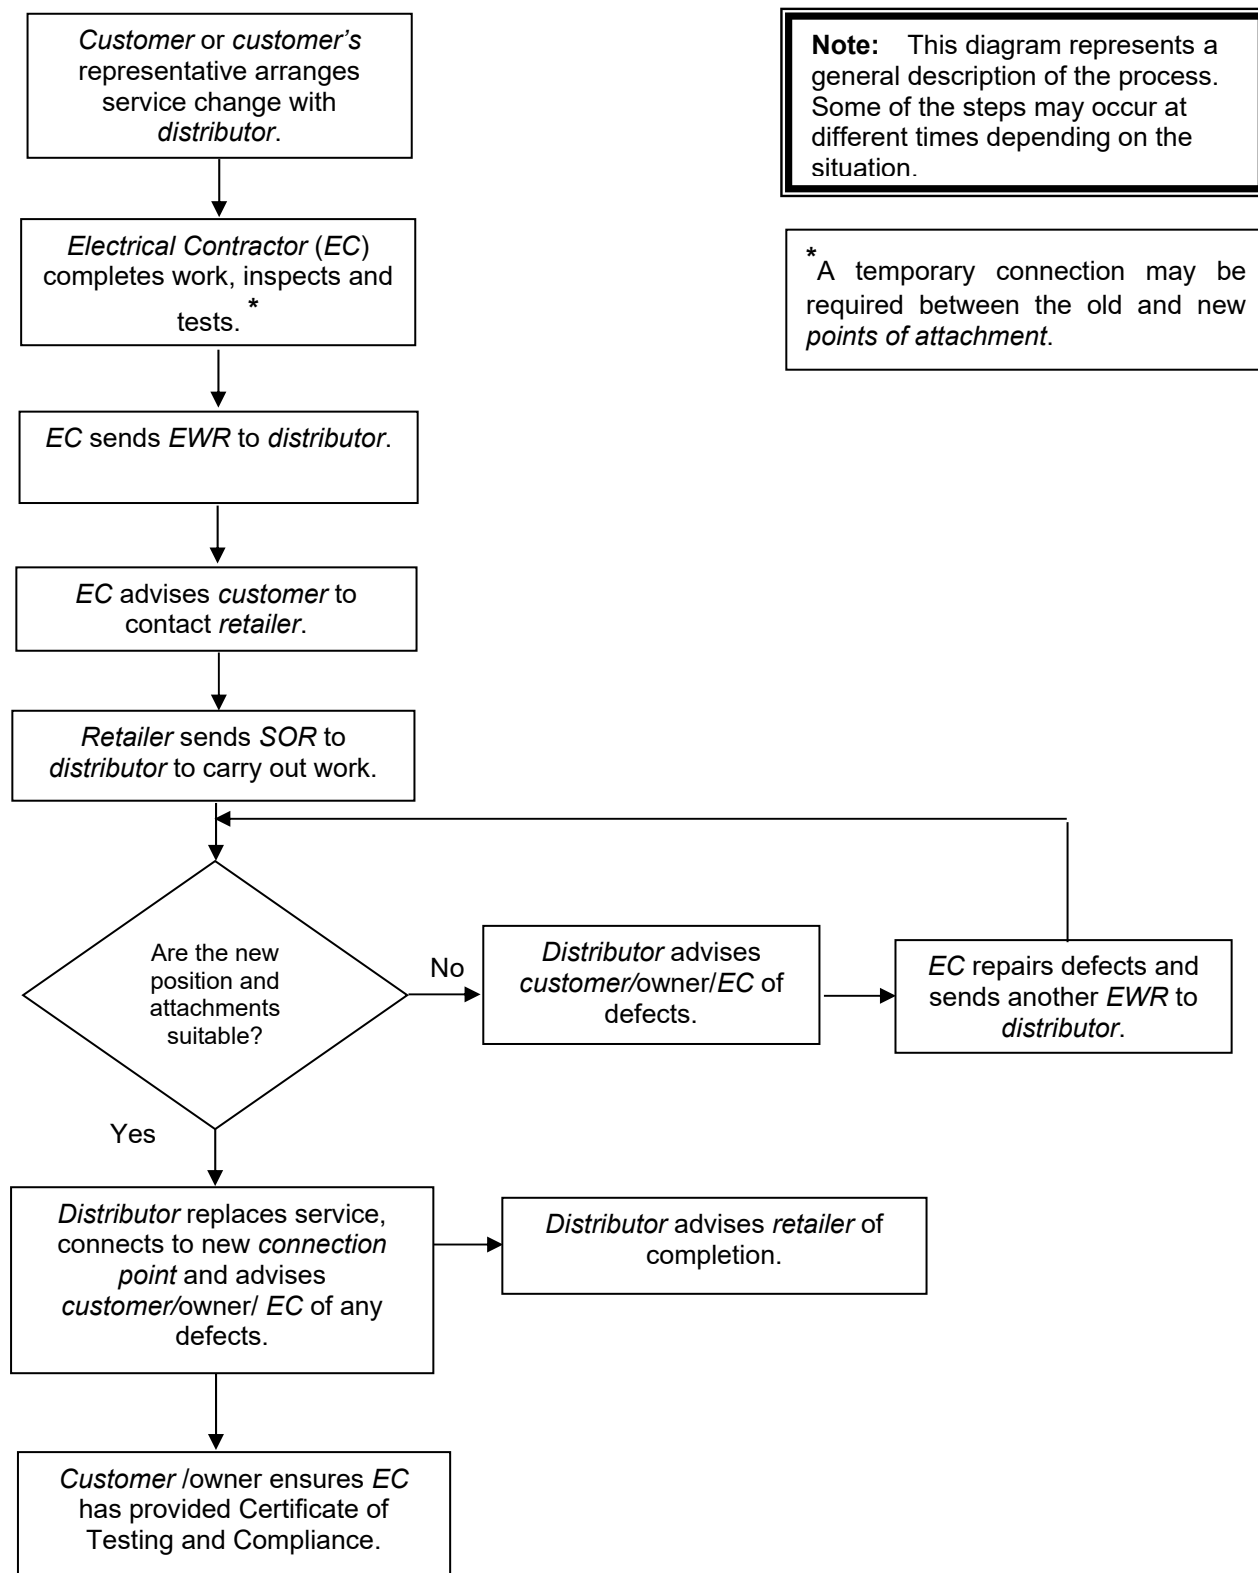 Customer or customer's
representative arranges
service change with
distributor.
Note: This diagram represents a
general description of the process.
Some of the steps may occur at
different times depending on the
situation.
Electrical Contractor (EC)
completes work, inspects and
tests. *
*A temporary connection may be
required between the old and new
points of attachment.
EC sends EWR to distributor.
EC advises customer to
contact retailer.
Retailer sends SOR to
distributor to carry out work.
Are the new
position and
attachments
suitable?
No
Distributor advises
customer/owner/EC of
defects.
EC repairs defects and
sends another EWR to
distributor.
Yes
Distributor replaces service,
connects to new connection
point and advises
customer/owner/ EC of any
defects.
Distributor advises retailer of
completion.
Customer /owner ensures EC
has provided Certificate of
Testing and Compliance.